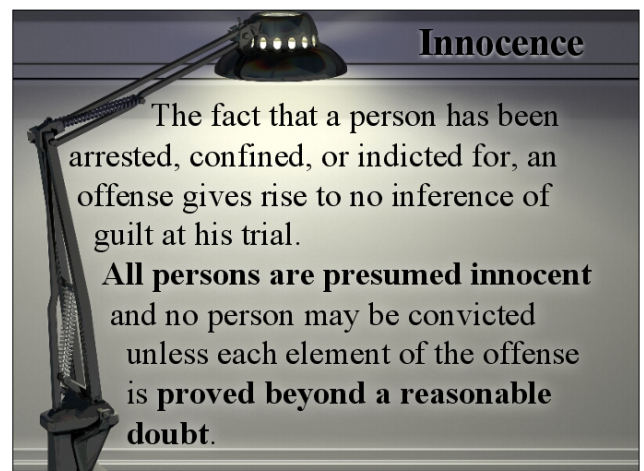 Innocence
The fact that a person has been
arrested, confined, or indicted for, an
offense gives rise to no inference of
guilt at his trial.
All persons are presumed innocent
and no person may be convicted
unless each element of the offense
is proved beyond a reasonable
doubt.